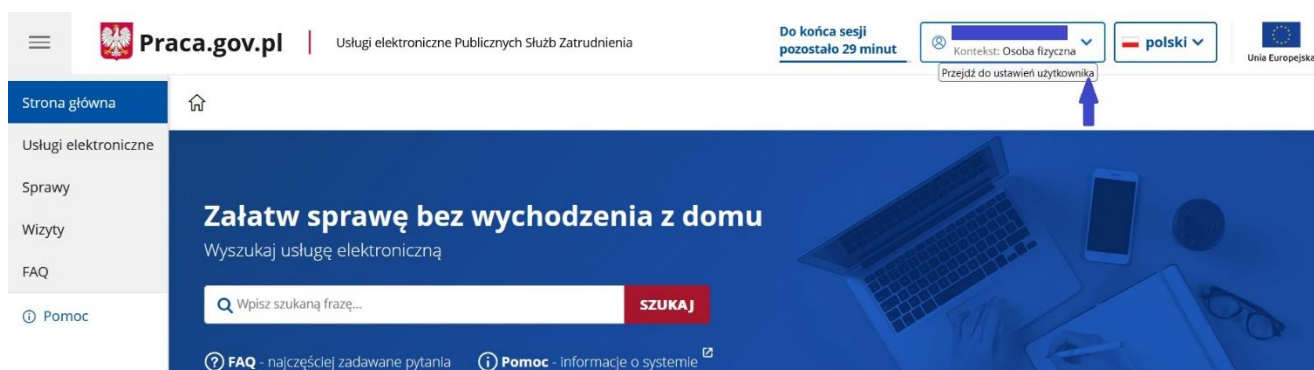 Praca.gov.pl
Usługi elektroniczne Publicznych Służb Zatrudnienia
Do końca sesji
pozostało 29 minut
Kontekst: Osoba fizyczna
Przejdź do ustawień użytkownika
polski
Unia Europejska
Strona główna
Usługi elektroniczne
Sprawy
Wizyty
FAQ
Pomoc
Załatw sprawę bez wychodzenia z domu
Wyszukaj usługę elektroniczną
Wpisz szukaną frazę...
SZUKAJ
FAQ - najczęściej zadawane pytania
Pomoc - informacje o systemie